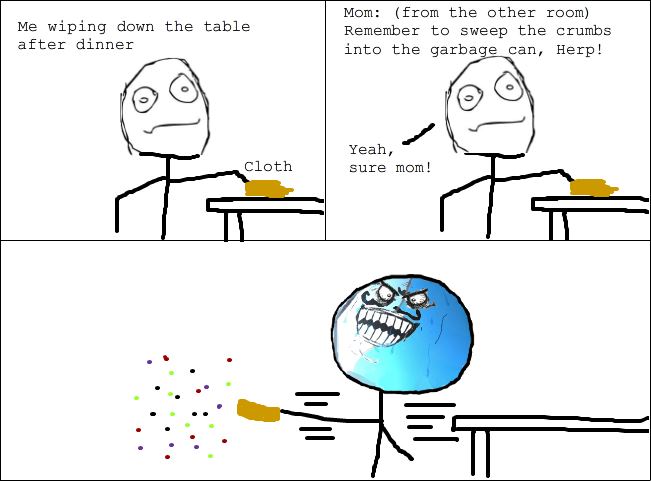 Me wiping down the table
after dinner
Cloth
Mom: (from the other room)
Remember to sweep the crumbs
into the garbage can, Herp!
Yeah,
sure mom!